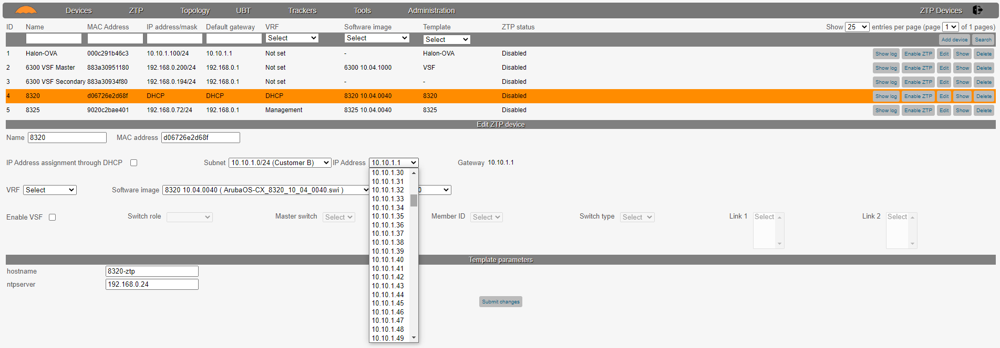 Devices ZTP Topology UBT Trackers Tools Administration ZTP Devices
ID Name MAC Address IP address/mask Default gateway VRF Software image Template ZTP status Show 25 entries per page (page 1 of 1 pages)
Select Select Select Add device Search
1 Halon-OVA 000c291b46c3 10.10.1.100/24 10.10.1.1 Not set - Halon-OVA Disabled Show log Enable ZTP Edit Show Delete
2 6300 VSF Master 883a30951180 192.168.0.200/24 192.168.0.1 Not set 6300 10.04.1000 VSF Disabled Show log Enable ZTP Edit Show Delete
3 6300 VSF Secondary 883a30934f80 192.168.0.194/24 192.168.0.1 Not set - - Disabled Show log Enable ZTP Edit Show Delete
4 8320 d06726e2d68f DHCP DHCP DHCP 8320 10.04.0040 8320 Disabled Show log Enable ZTP Edit Show Delete
5 8325 9020c2bae401 192.168.0.72/24 192.168.0.1 Management 8325 10.04.0040 8325 Disabled Show log Enable ZTP Edit Show Delete
Edit ZTP device
Name 8320 MAC address d06726e2d68f
IP Address assignment through DHCP Subnet 10.10.1.0/24 (Customer B) IP Address 10.10.1.1 Gateway 10.10.1.1
10.10.1.30
10.10.1.31
10.10.1.32
10.10.1.33
10.10.1.34
10.10.1.35
10.10.1.36
10.10.1.37
10.10.1.38
10.10.1.39
10.10.1.40
10.10.1.41
10.10.1.42
10.10.1.43
10.10.1.44
10.10.1.45
10.10.1.46
10.10.1.47
10.10.1.48
10.10.1.49
VRF Select Software image 8320 10.04.0040 ( ArubaOS-CX_8320_10_04_0040.swi )
Enable VSF Switch role Master switch Select Member ID Select Switch type Select Link 1 Select Link 2 Select
Template parameters
hostname 8320-ztp
ntpserver 192.168.0.24
Submit changes